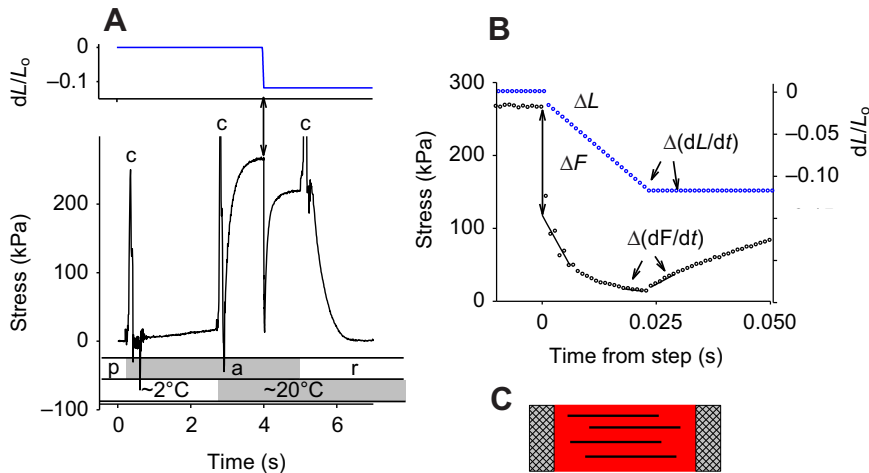 A
0
−0.1
dL/Lo
c
c
c
200
100
0
−100
Stress (kPa)
p
a
r
~2°C
~20°C
0
2
4
6
Time (s)
B
300
200
100
0
Stress (kPa)
ΔL
ΔF
Δ(dL/dt)
Δ(dF/dt)
0
−0.05
−0.10
dL/Lo
0
0.025
0.050
Time from step (s)
C